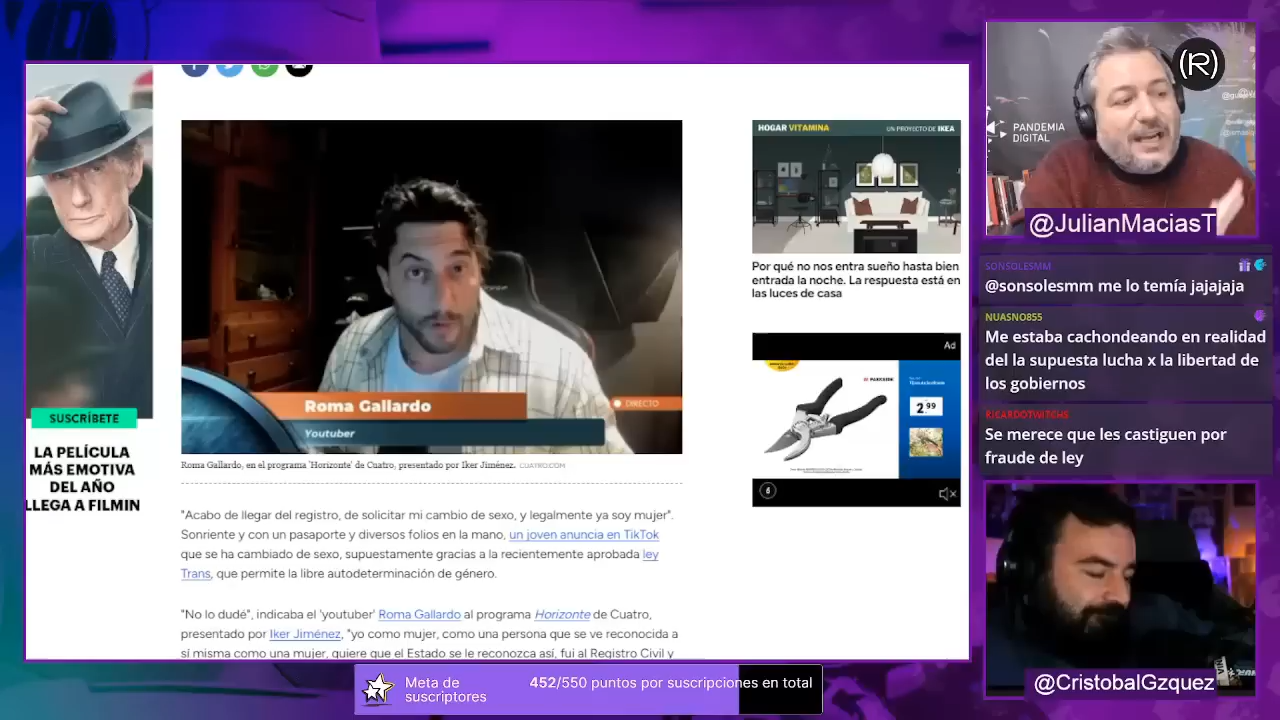 SUSCRÍBETE
LA PELÍCULA
MÁS EMOTIVA
DEL AÑO
LLEGA A FILMIN
Roma Gallardo
Youtuber
DIRECTO
Roma Gallardo, en el programa 'Horizonte' de Cuatro, presentado por Iker Jiménez. CUATRO.COM
"Acabo de llegar del registro, de solicitar mi cambio de sexo, y legalmente ya soy mujer".
Sonriente y con un pasaporte y diversos folios en la mano, un joven anuncia en TikTok
que se ha cambiado de sexo, supuestamente gracias a la recientemente aprobada ley
Trans, que permite la libre autodeterminación de género.
"No lo dudé", indicaba el 'youtuber' Roma Gallardo al programa Horizonte de Cuatro,
presentado por Iker Jiménez, "yo como mujer, como una persona que se ve reconocida a
sí misma como una mujer, quiere que el Estado se le reconozca así, fui al Registro Civil y
HOGAR VITAMINA
UN PROYECTO DE IKEA
Por qué no nos entra sueño hasta bien
entrada la noche. La respuesta está en
las luces de casa
Ad
PARKSIDE
2.99
6
(R)
PANDEMIA
DIGITAL
@JulianMaciasT
SONSOLESMM
@sonsolesmm me lo temía jajajaja
NUASNO855
Me estaba cachondeando en realidad
del la supuesta lucha x la libertad de
los gobiernos
RICARDOTWITCHS
Se merece que les castiguen por
fraude de ley
@CristobalGzquez
Meta de
suscriptores
452/550 puntos por suscripciones en total